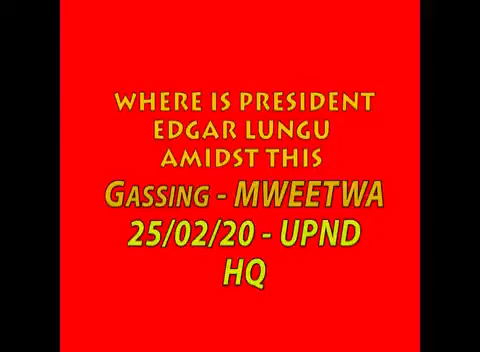 WHERE IS PRESIDENT
EDGAR LUNGU
AMIDST THIS
GASSING - MWEETWA
25/02/20 - UPND
HQ